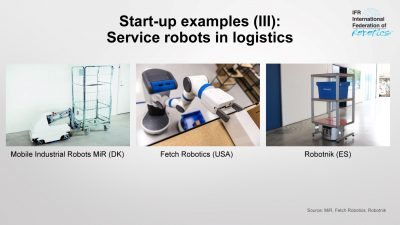 Start-up examples (III):
Service robots in logistics
IFR
International
Federation of
Robotics
Mobile Industrial Robots MiR (DK)
Fetch Robotics (USA)
Robotnik (ES)
Source: MiR, Fetch Robotics, Robotnik